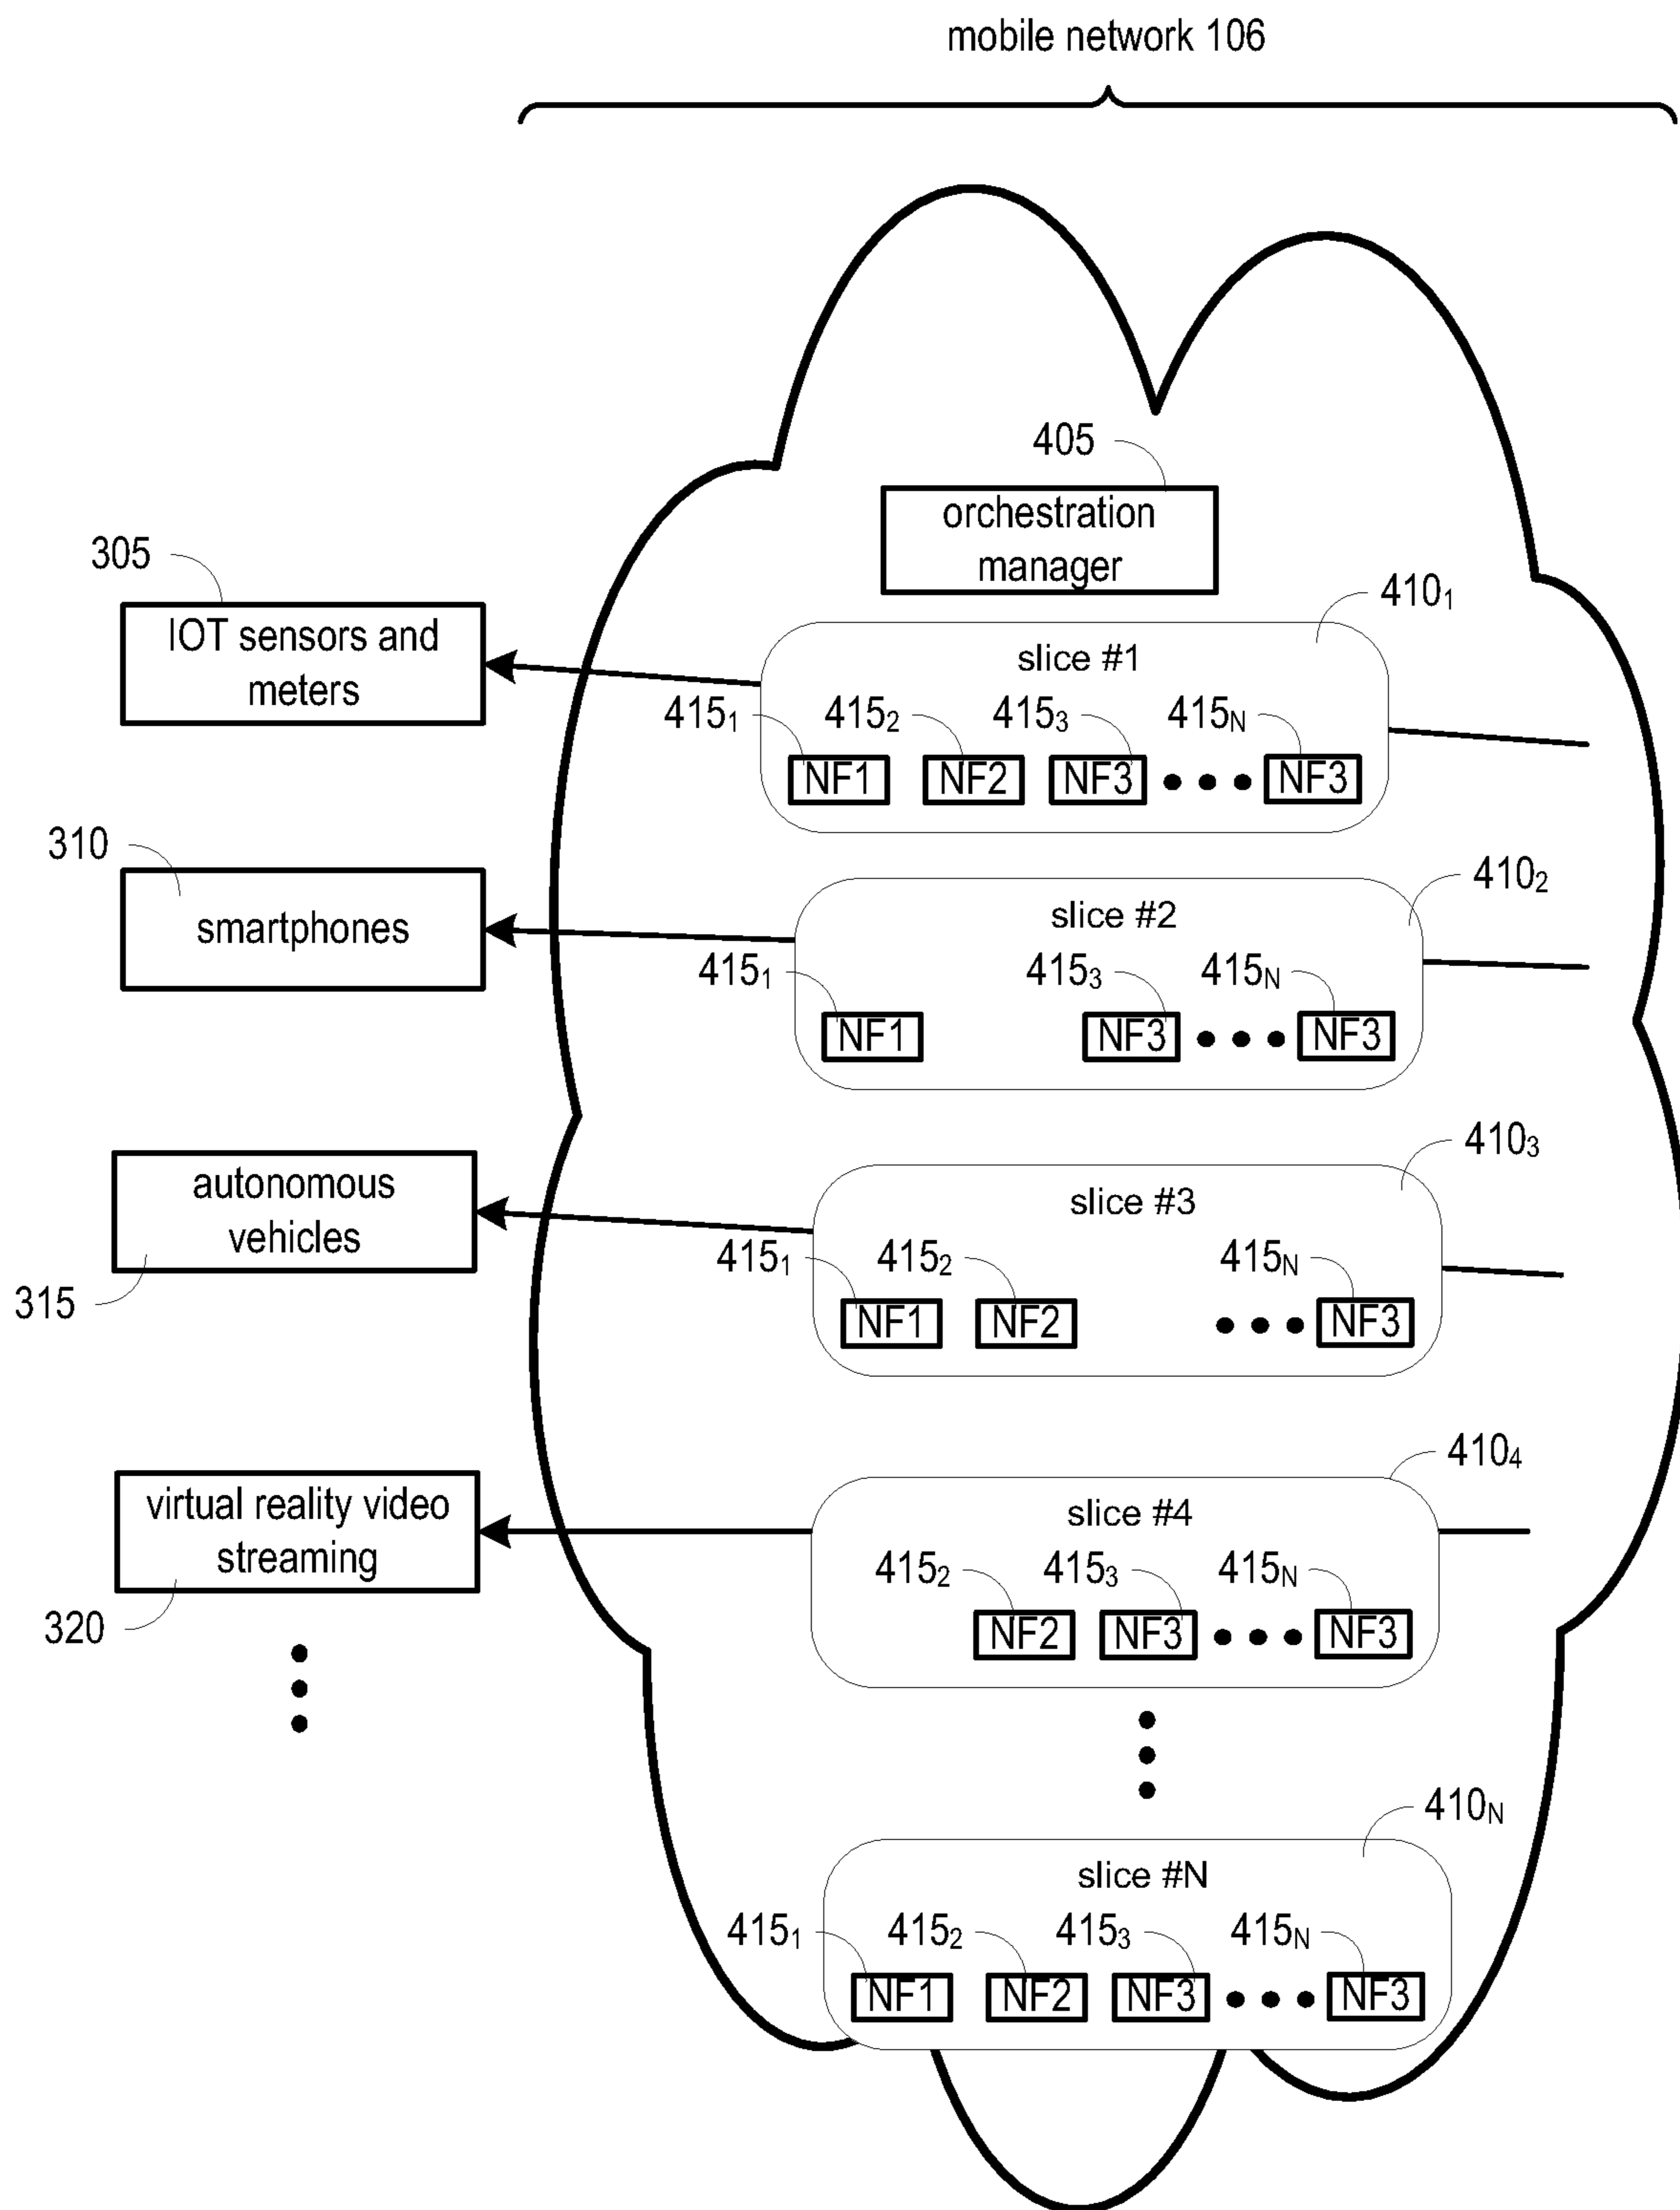 mobile network 106
405
orchestration
manager
305
IOT sensors and
meters
410₁
slice #1
415₁ 415₂ 415₃ 415N
NF1 NF2 NF3 ● ● ● NF3
310
smartphones
410₂
slice #2
415₁ 415₃ 415N
NF1 NF3 ● ● ● NF3
autonomous
vehicles
315
410₃
slice #3
415₁ 415₂ 415N
NF1 NF2 ● ● ● NF3
virtual reality video
streaming
320
410₄
slice #4
415₂ 415₃ 415N
NF2 NF3 ● ● ● NF3
410N
slice #N
415₁ 415₂ 415₃ 415N
NF1 NF2 NF3 ● ● ● NF3